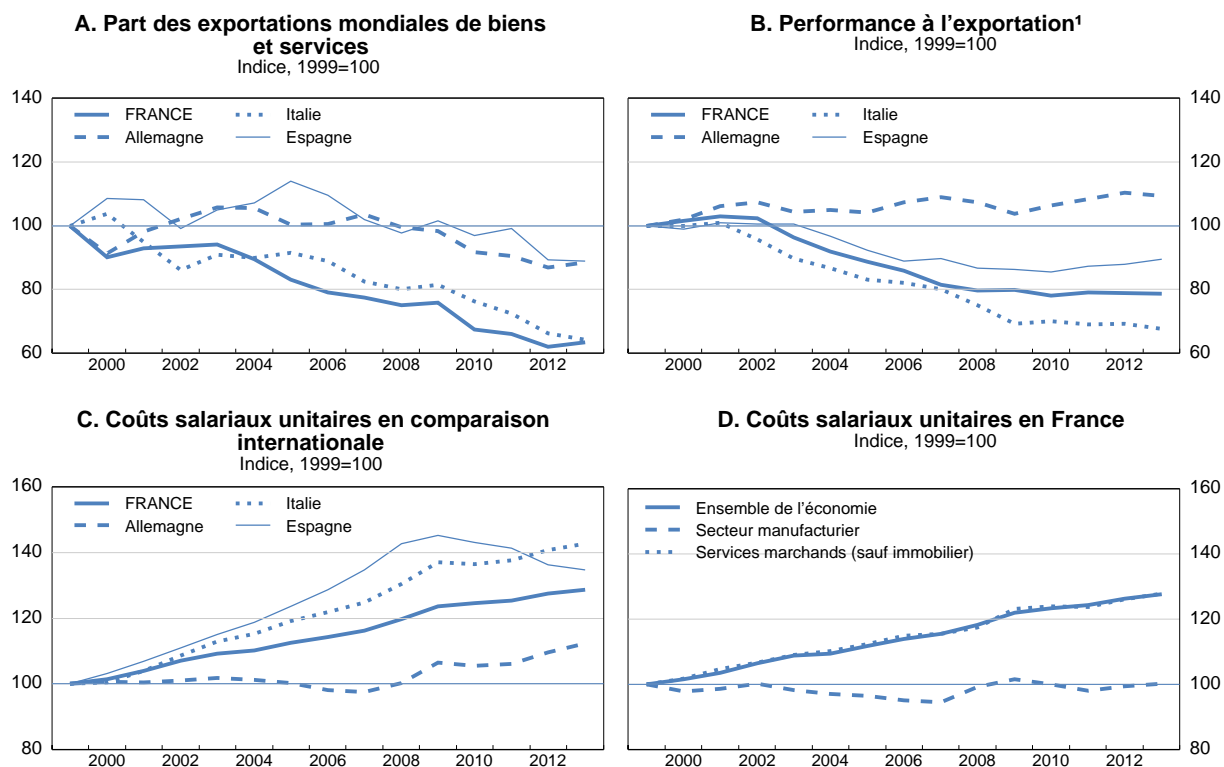 A. Part des exportations mondiales de biens
et services
Indice, 1999=100
140
120
100
80
60
FRANCE
Italie
Allemagne
Espagne
2000 2002 2004 2006 2008 2010 2012
B. Performance à l'exportation¹
Indice, 1999=100
140
120
100
80
60
FRANCE
Italie
Allemagne
Espagne
2000 2002 2004 2006 2008 2010 2012
C. Coûts salariaux unitaires en comparaison
internationale
Indice, 1999=100
160
140
120
100
80
FRANCE
Italie
Allemagne
Espagne
2000 2002 2004 2006 2008 2010 2012
D. Coûts salariaux unitaires en France
Indice, 1999=100
160
140
120
100
80
Ensemble de l'économie
Secteur manufacturier
Services marchands (sauf immobilier)
2000 2002 2004 2006 2008 2010 2012